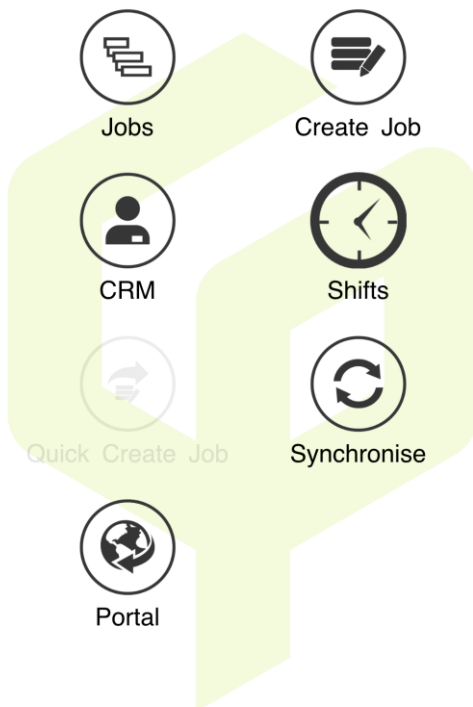 Jobs
Create Job
CRM
Shifts
Quick Create Job
Synchronise
Portal